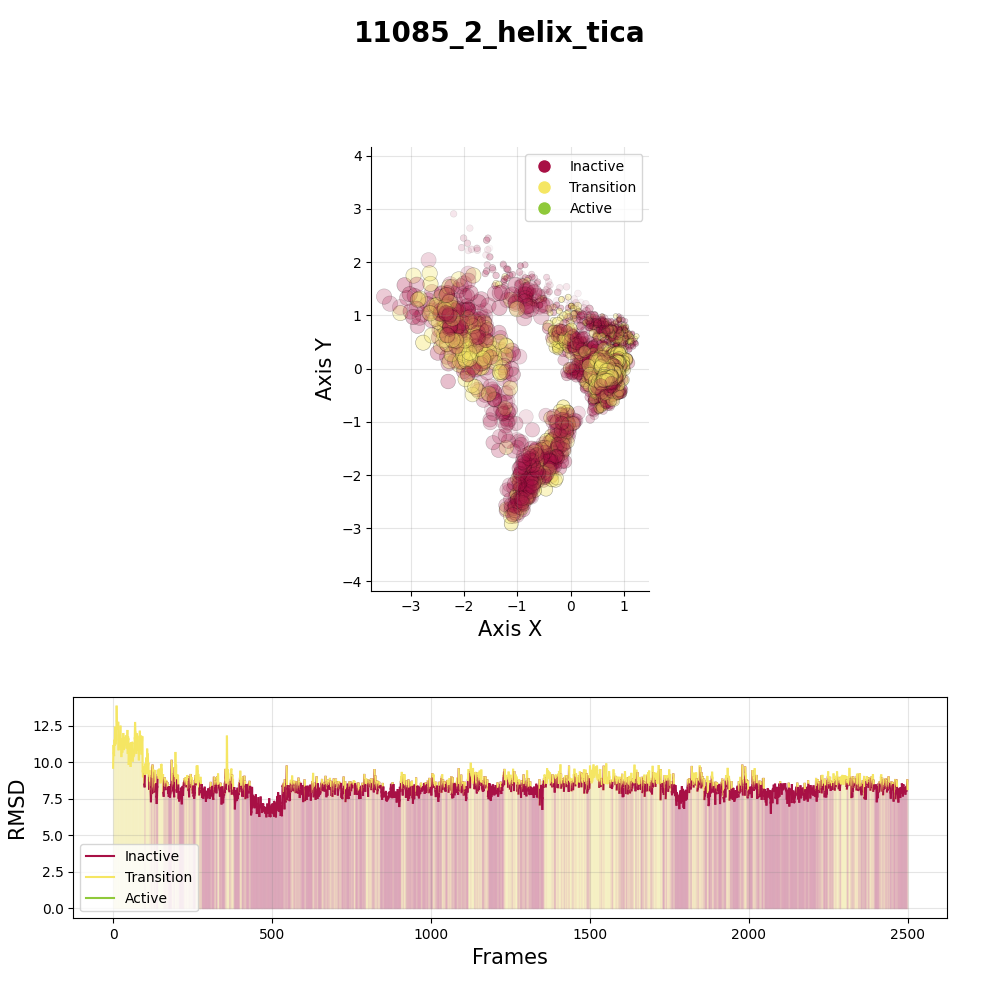 11085_2_helix_tica
Inactive
Transition
Active
4
3
2
1
0
−1
−2
−3
−4
Axis Y
−3 −2 −1 0 1
Axis X
12.5
10.0
7.5
5.0
2.5
0.0
RMSD
Inactive
Transition
Active
0 500 1000 1500 2000 2500
Frames